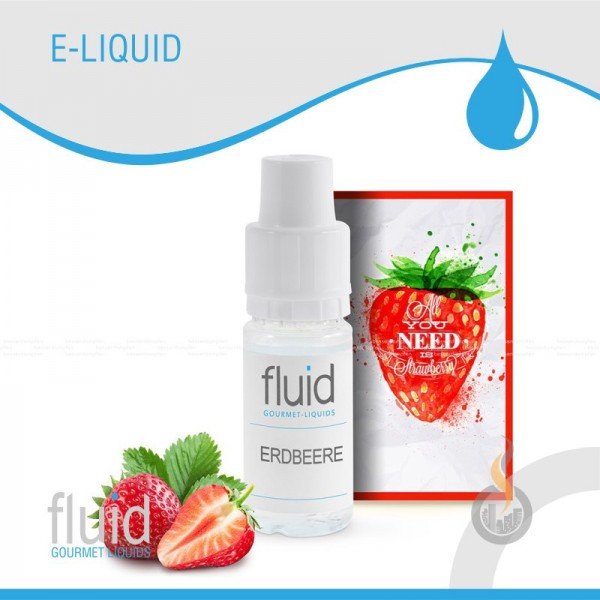 E-LIQUID
All
YOU
NEED
IS
Strawberry
fluid
GOURMET-LIQUIDS
ERDBEERE
fluid
GOURMET LIQUIDS